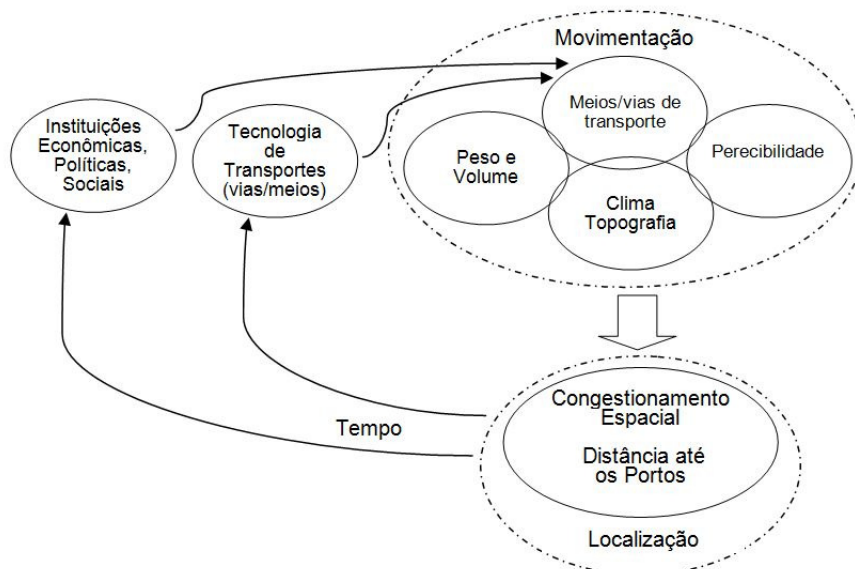 Movimentação
Instituições
Econômicas,
Políticas,
Sociais
Tecnologia
de
Transportes
(vias/meios)
Meios/vias de
transporte
Peso e
Volume
Perecibilidade
Clima
Topografia
Tempo
Congestionamento
Espacial
Distância até
os Portos
Localização